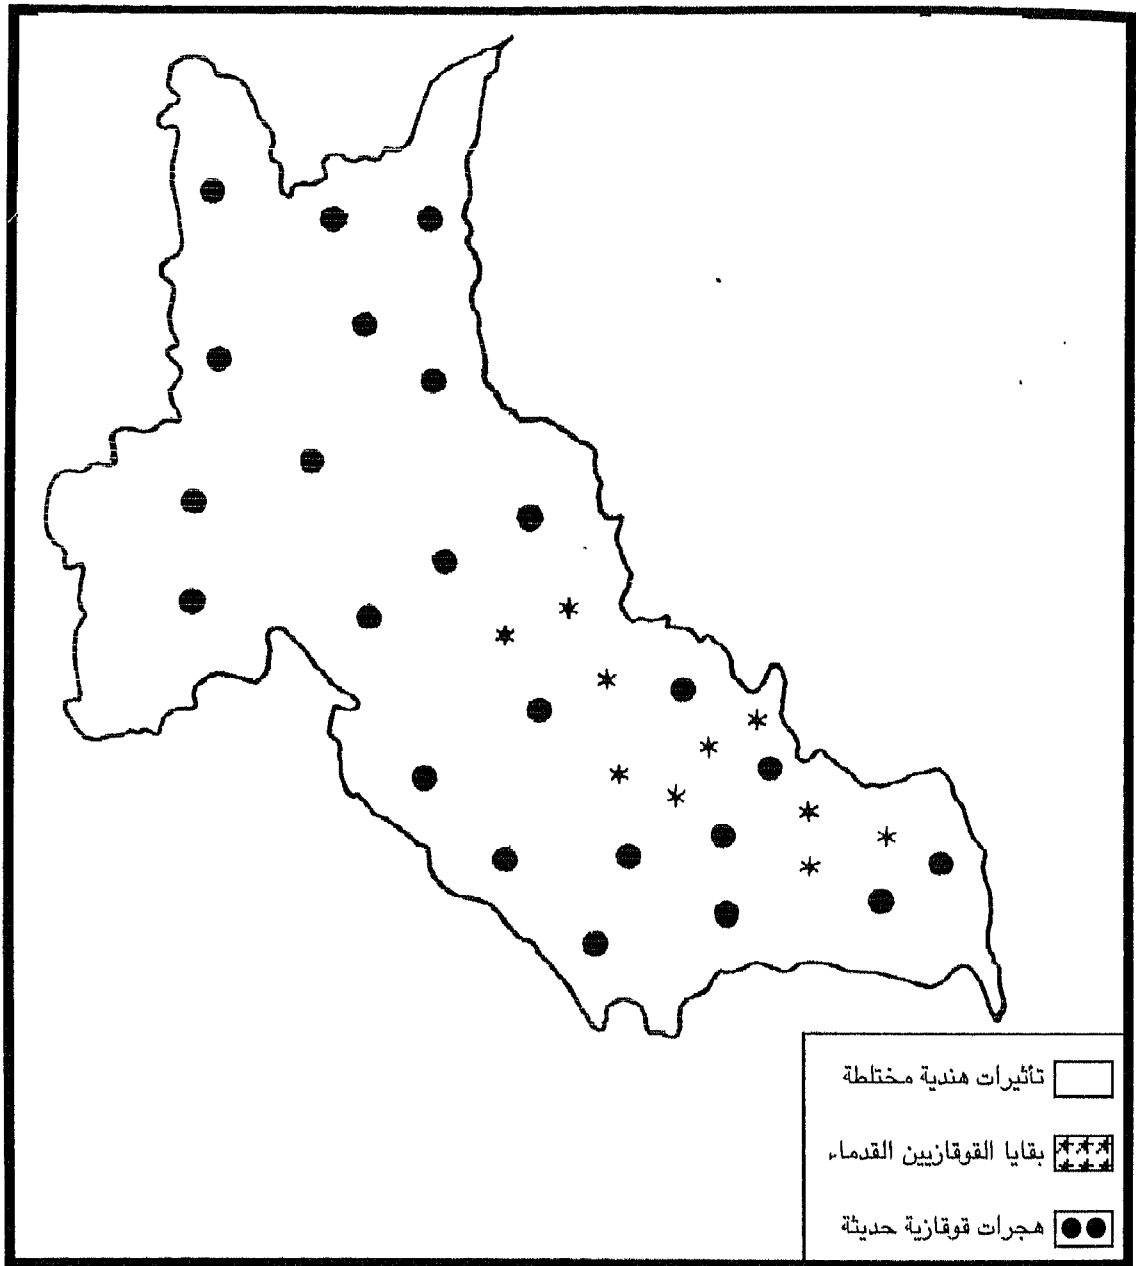 تأثيرات هندية مختلطة
بقايا القوقازيين القدماء
هجرات قوقازية حديثة